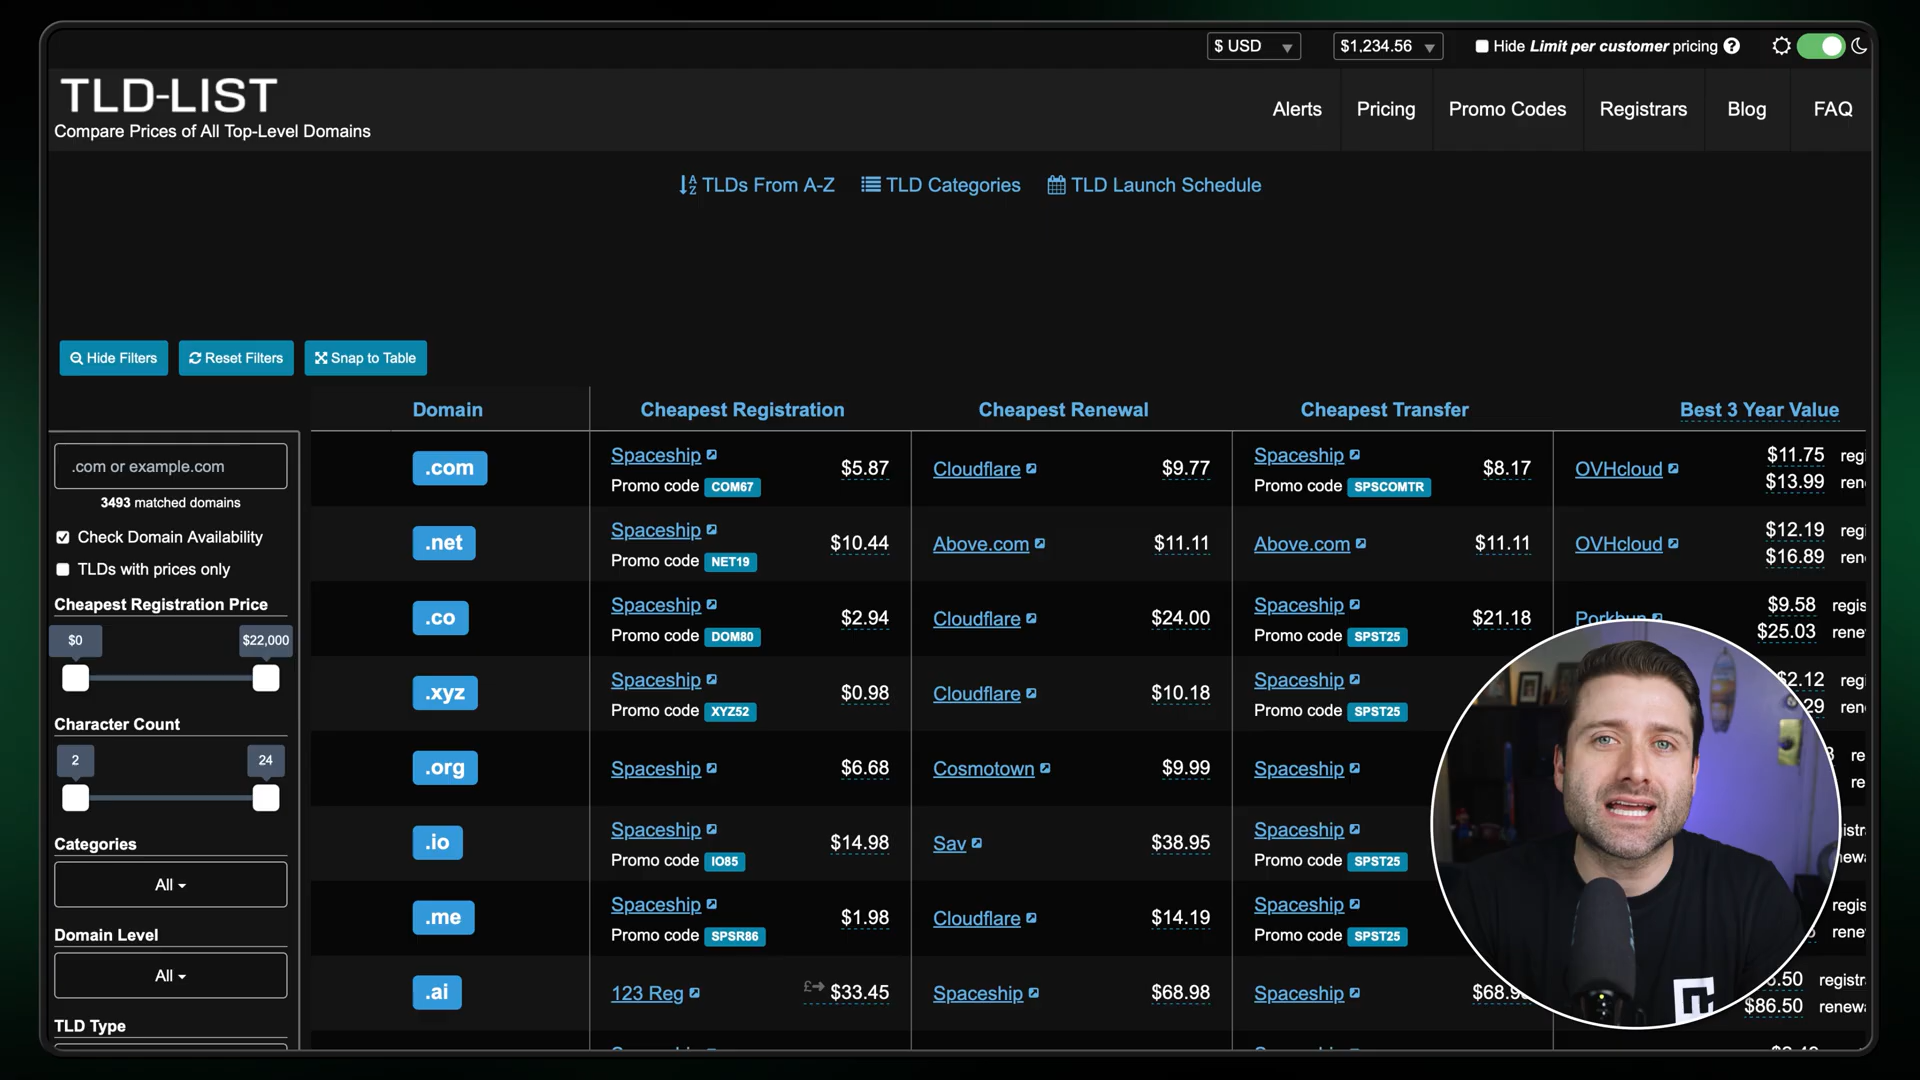 $ USD
$1,234.56
Hide Limit per customer pricing
TLD-LIST
Compare Prices of All Top-Level Domains
Alerts
Pricing
Promo Codes
Registrars
Blog
FAQ
TLDs From A-Z
TLD Categories
TLD Launch Schedule
Hide Filters
Reset Filters
Snap to Table
Domain
Cheapest Registration
Cheapest Renewal
Cheapest Transfer
Best 3 Year Value
.com or example.com
3493 matched domains
Check Domain Availability
TLDs with prices only
Cheapest Registration Price
$0
$22,000
Character Count
2
24
Categories
All
Domain Level
All
TLD Type
.com
Spaceship
$5.87
Promo code COM67
Cloudflare
$9.77
Spaceship
$8.17
Promo code SPSCOMTR
OVHcloud
$11.75
$13.99
.net
Spaceship
$10.44
Promo code NET19
Above.com
$11.11
Above.com
$11.11
OVHcloud
$12.19
$16.89
.co
Spaceship
$2.94
Promo code DOM80
Cloudflare
$24.00
Spaceship
$21.18
Promo code SPST25
Porkbun
$9.58
$25.03
.xyz
Spaceship
$0.98
Promo code XYZ52
Cloudflare
$10.18
Spaceship
Promo code SPST25
$2.12
.org
Spaceship
$6.68
Cosmotown
$9.99
Spaceship
.io
Spaceship
$14.98
Promo code IO85
Sav
$38.95
Spaceship
Promo code SPST25
.me
Spaceship
$1.98
Promo code SPSR86
Cloudflare
$14.19
Spaceship
Promo code SPST25
.ai
123 Reg
$33.45
Spaceship
$68.98
Spaceship
$86.50